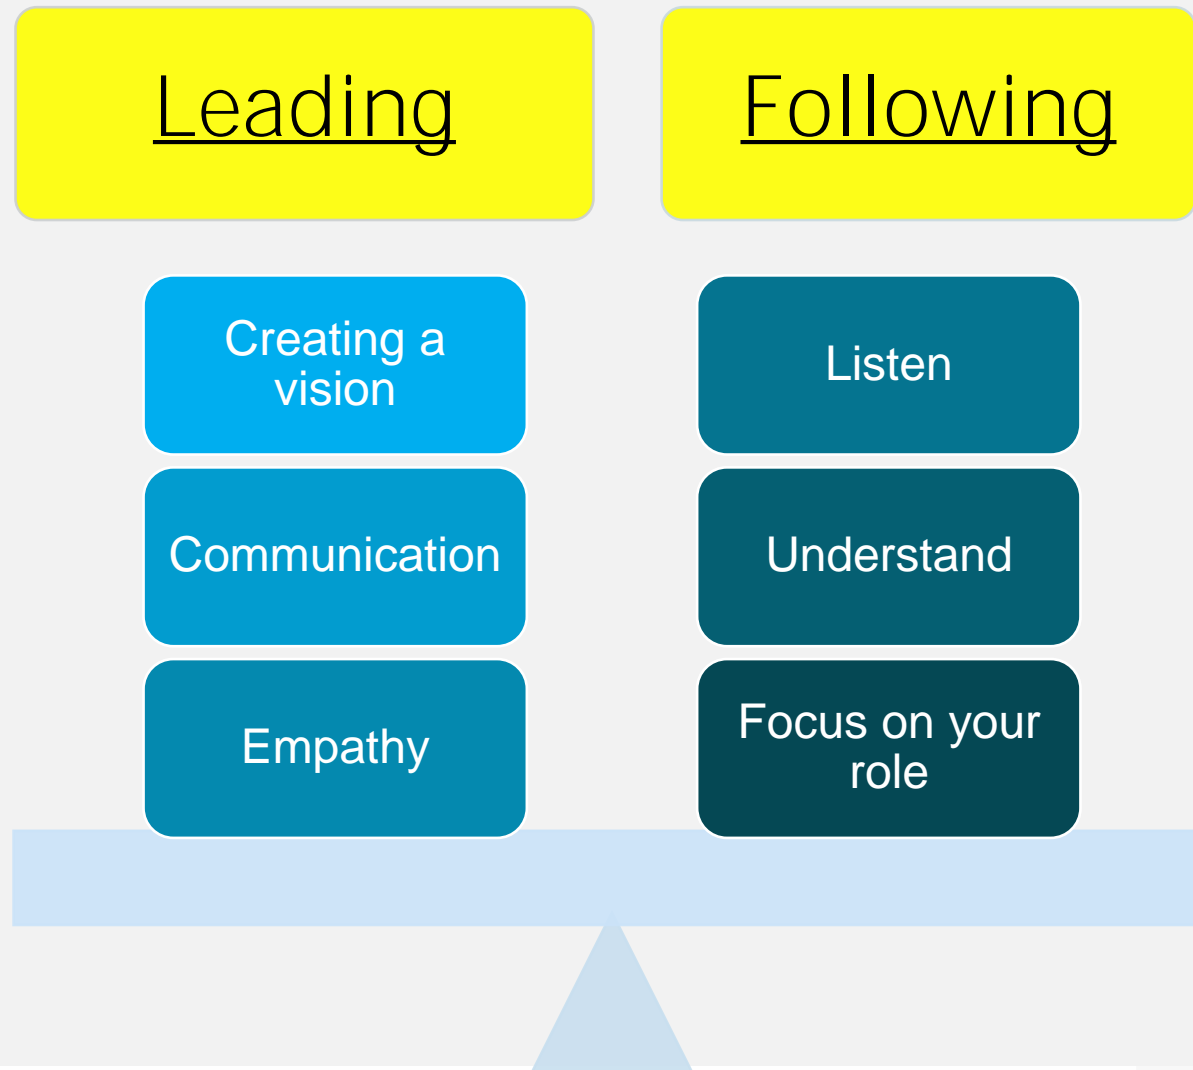 Leading
Following
Creating a
vision
Communication
Empathy
Listen
Understand
Focus on your
role